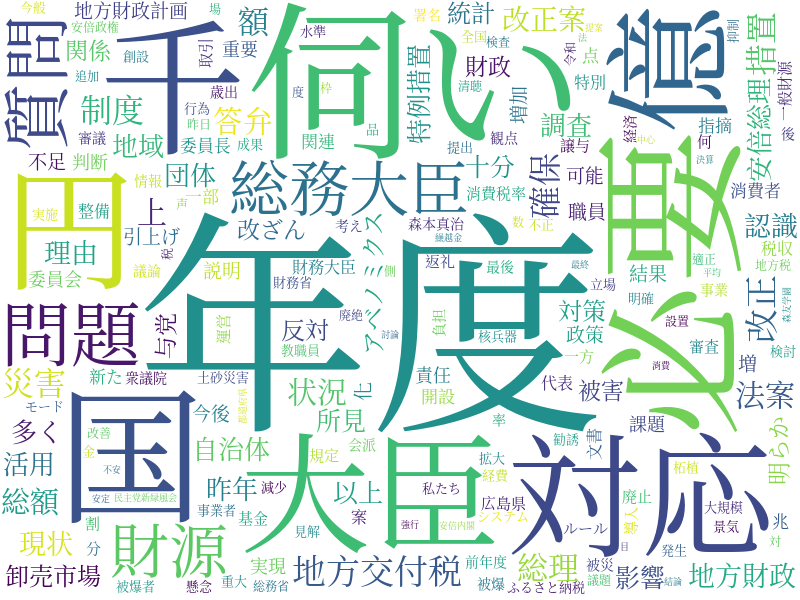 今般
安倍政権
場
地方財政計画
額
統計
署名
改正案
水準
全国
法
提案
検査
令和
抑制
質問
千
伺い
億
創設
関係
重要
取引
財政
特例措置
清聴
点
特別
追加
歳出
制度
度
枠
増加
経済
中心
安倍総理
措置
一般財源
後
行為
昨日
答弁
関連
品
調査
指摘
何
審議
地域
委員長
成果
提出
観点
譲与
決算
不足
判断
団体
総務大臣
十分
確保
可能
消費者
必要
円
情報
一部
消費税率
職員
認識
実施
整備
声
上
理由
引上げ
改ざん
考え
アベノミクス
森本真治
数
不正
税収
繰越金
適正
平均
地方税
委員会
議論
税
説明
財務大臣
側
返礼
最後
立場
結果
事業
改正
最終
明確
森友学園
問題
年度
与党
運営
財務省
反対
廃絶
討論
負担
核兵器
対策
政策
設置
検討
災害
新た
衆議院
土砂災害
教職員
状況
化
責任
一方
審査
増
消費
モード
多く
国
今後
都道府県
所見
代表
被害
法案
開設
率
勧誘
文書
課題
改善
金
活用
不安
自治体
規定
会派
大臣
対応
明らか
拡大
経費
柘植
総額
安定
民主党新緑風会
昨年
減少
以上
私たち
広島県
廃止
導入
大規模
景気
兆
事業者
基金
案
強行
安倍内閣
システム
ルール
現状
割
分
財源
見解
実現
地方交付税
前年度
総理
目
発生
対
被災
卸売市場
被爆者
懸念
重大
総務省
被爆
ふるさと納税
議題
影響
結論
地方財政